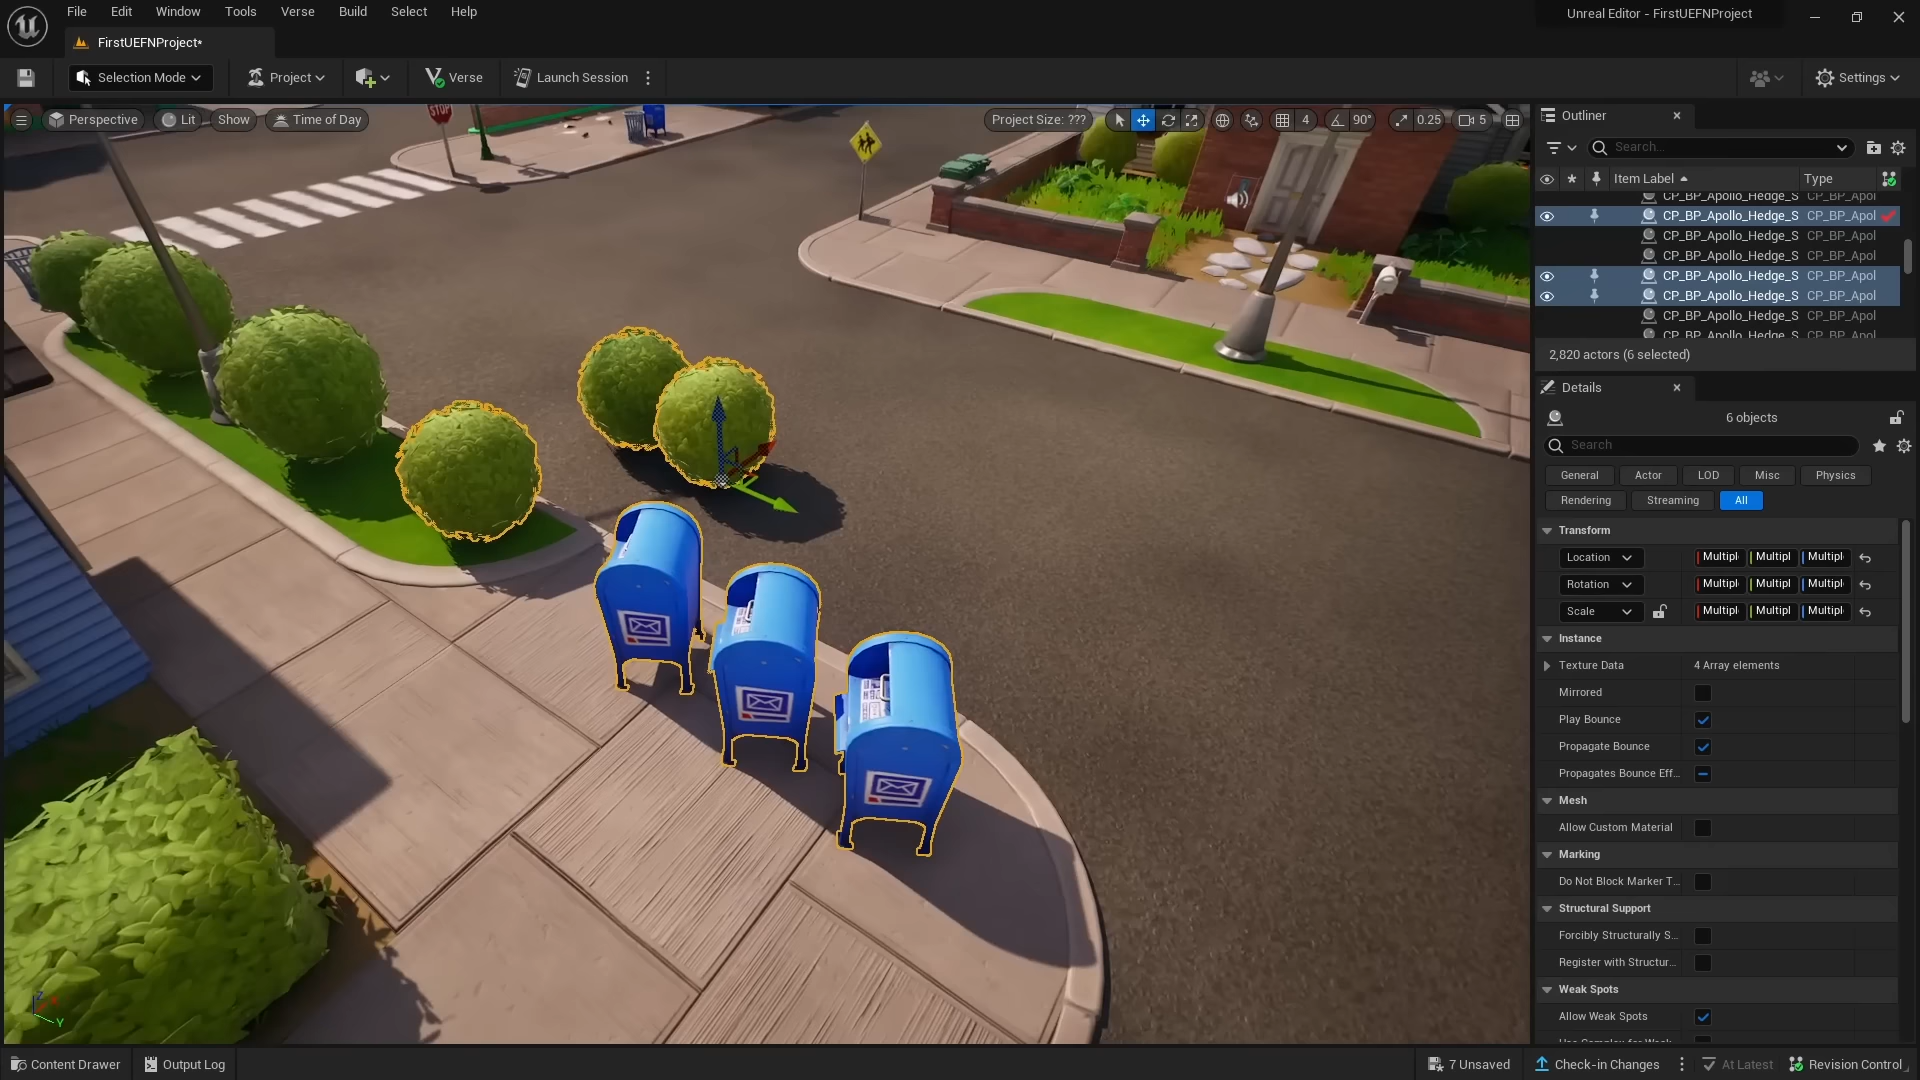 File Edit Window Tools Verse Build Select Help
Unreal Editor - FirstUEFNProject
FirstUEFNProject*
Selection Mode Project Verse Launch Session Settings
Perspective Lit Show Time of Day Project Size: ??? 4 90° 0.25 5
STOP
Outliner
Search...
Item Label Type
CP_BP_Apollo_Hedge_S CP_BP_Apol
CP_BP_Apollo_Hedge_S CP_BP_Apol
CP_BP_Apollo_Hedge_S CP_BP_Apol
CP_BP_Apollo_Hedge_S CP_BP_Apol
CP_BP_Apollo_Hedge_S CP_BP_Apol
CP_BP_Apollo_Hedge_S CP_BP_Apol
CP_BP_Apollo_Hedge_S CP_BP_Apol
CP_BP_Apollo_Hedge_S CP_BP_Apol
2,820 actors (6 selected)
Details
6 objects
Search
General Actor LOD Misc Physics
Rendering Streaming All
Transform
Location Multipl Multipl Multipl
Rotation Multipl Multipl Multipl
Scale Multipl Multipl Multipl
Instance
Texture Data 4 Array elements
Mirrored
Play Bounce
Propagate Bounce
Propagates Bounce Eff...
Mesh
Allow Custom Material
Marking
Do Not Block Marker T...
Structural Support
Forcibly Structurally S...
Register with Structur...
Weak Spots
Allow Weak Spots
Z
Y
Content Drawer Output Log 7 Unsaved Check-in Changes At Latest Revision Control